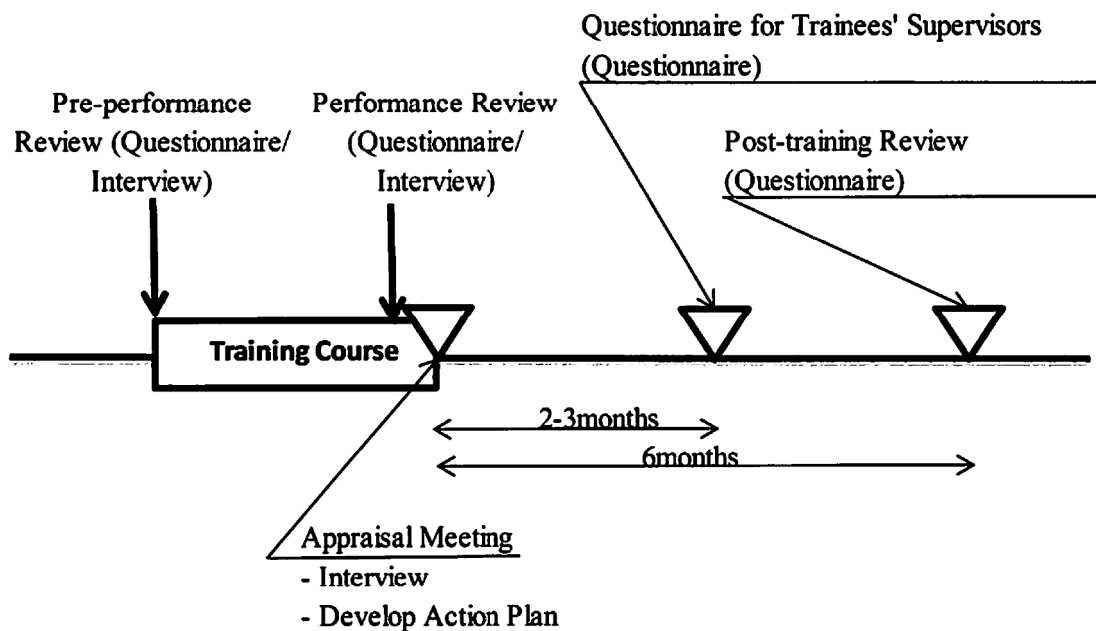 Questionnaire for Trainees' Supervisors
(Questionnaire)
Pre-performance
Review (Questionnaire/
Interview)
Performance Review
(Questionnaire/
Interview)
Post-training Review
(Questionnaire)
Training Course
2-3months
6months
Appraisal Meeting
- Interview
- Develop Action Plan